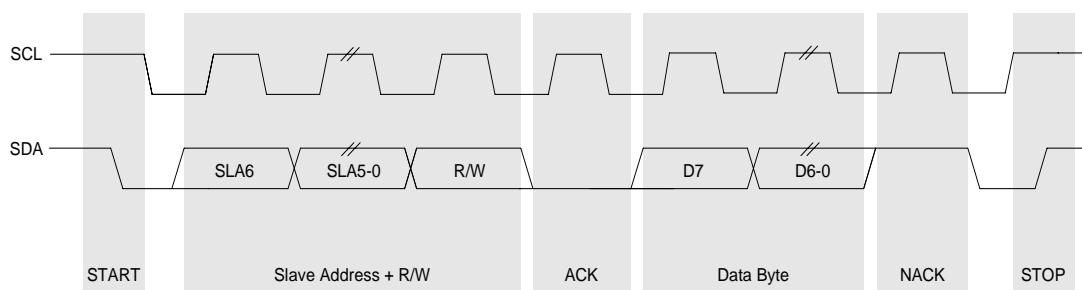 SCL
SDA
SLA6
SLA5-0
R/W
D7
D6-0
START
Slave Address + R/W
ACK
Data Byte
NACK
STOP